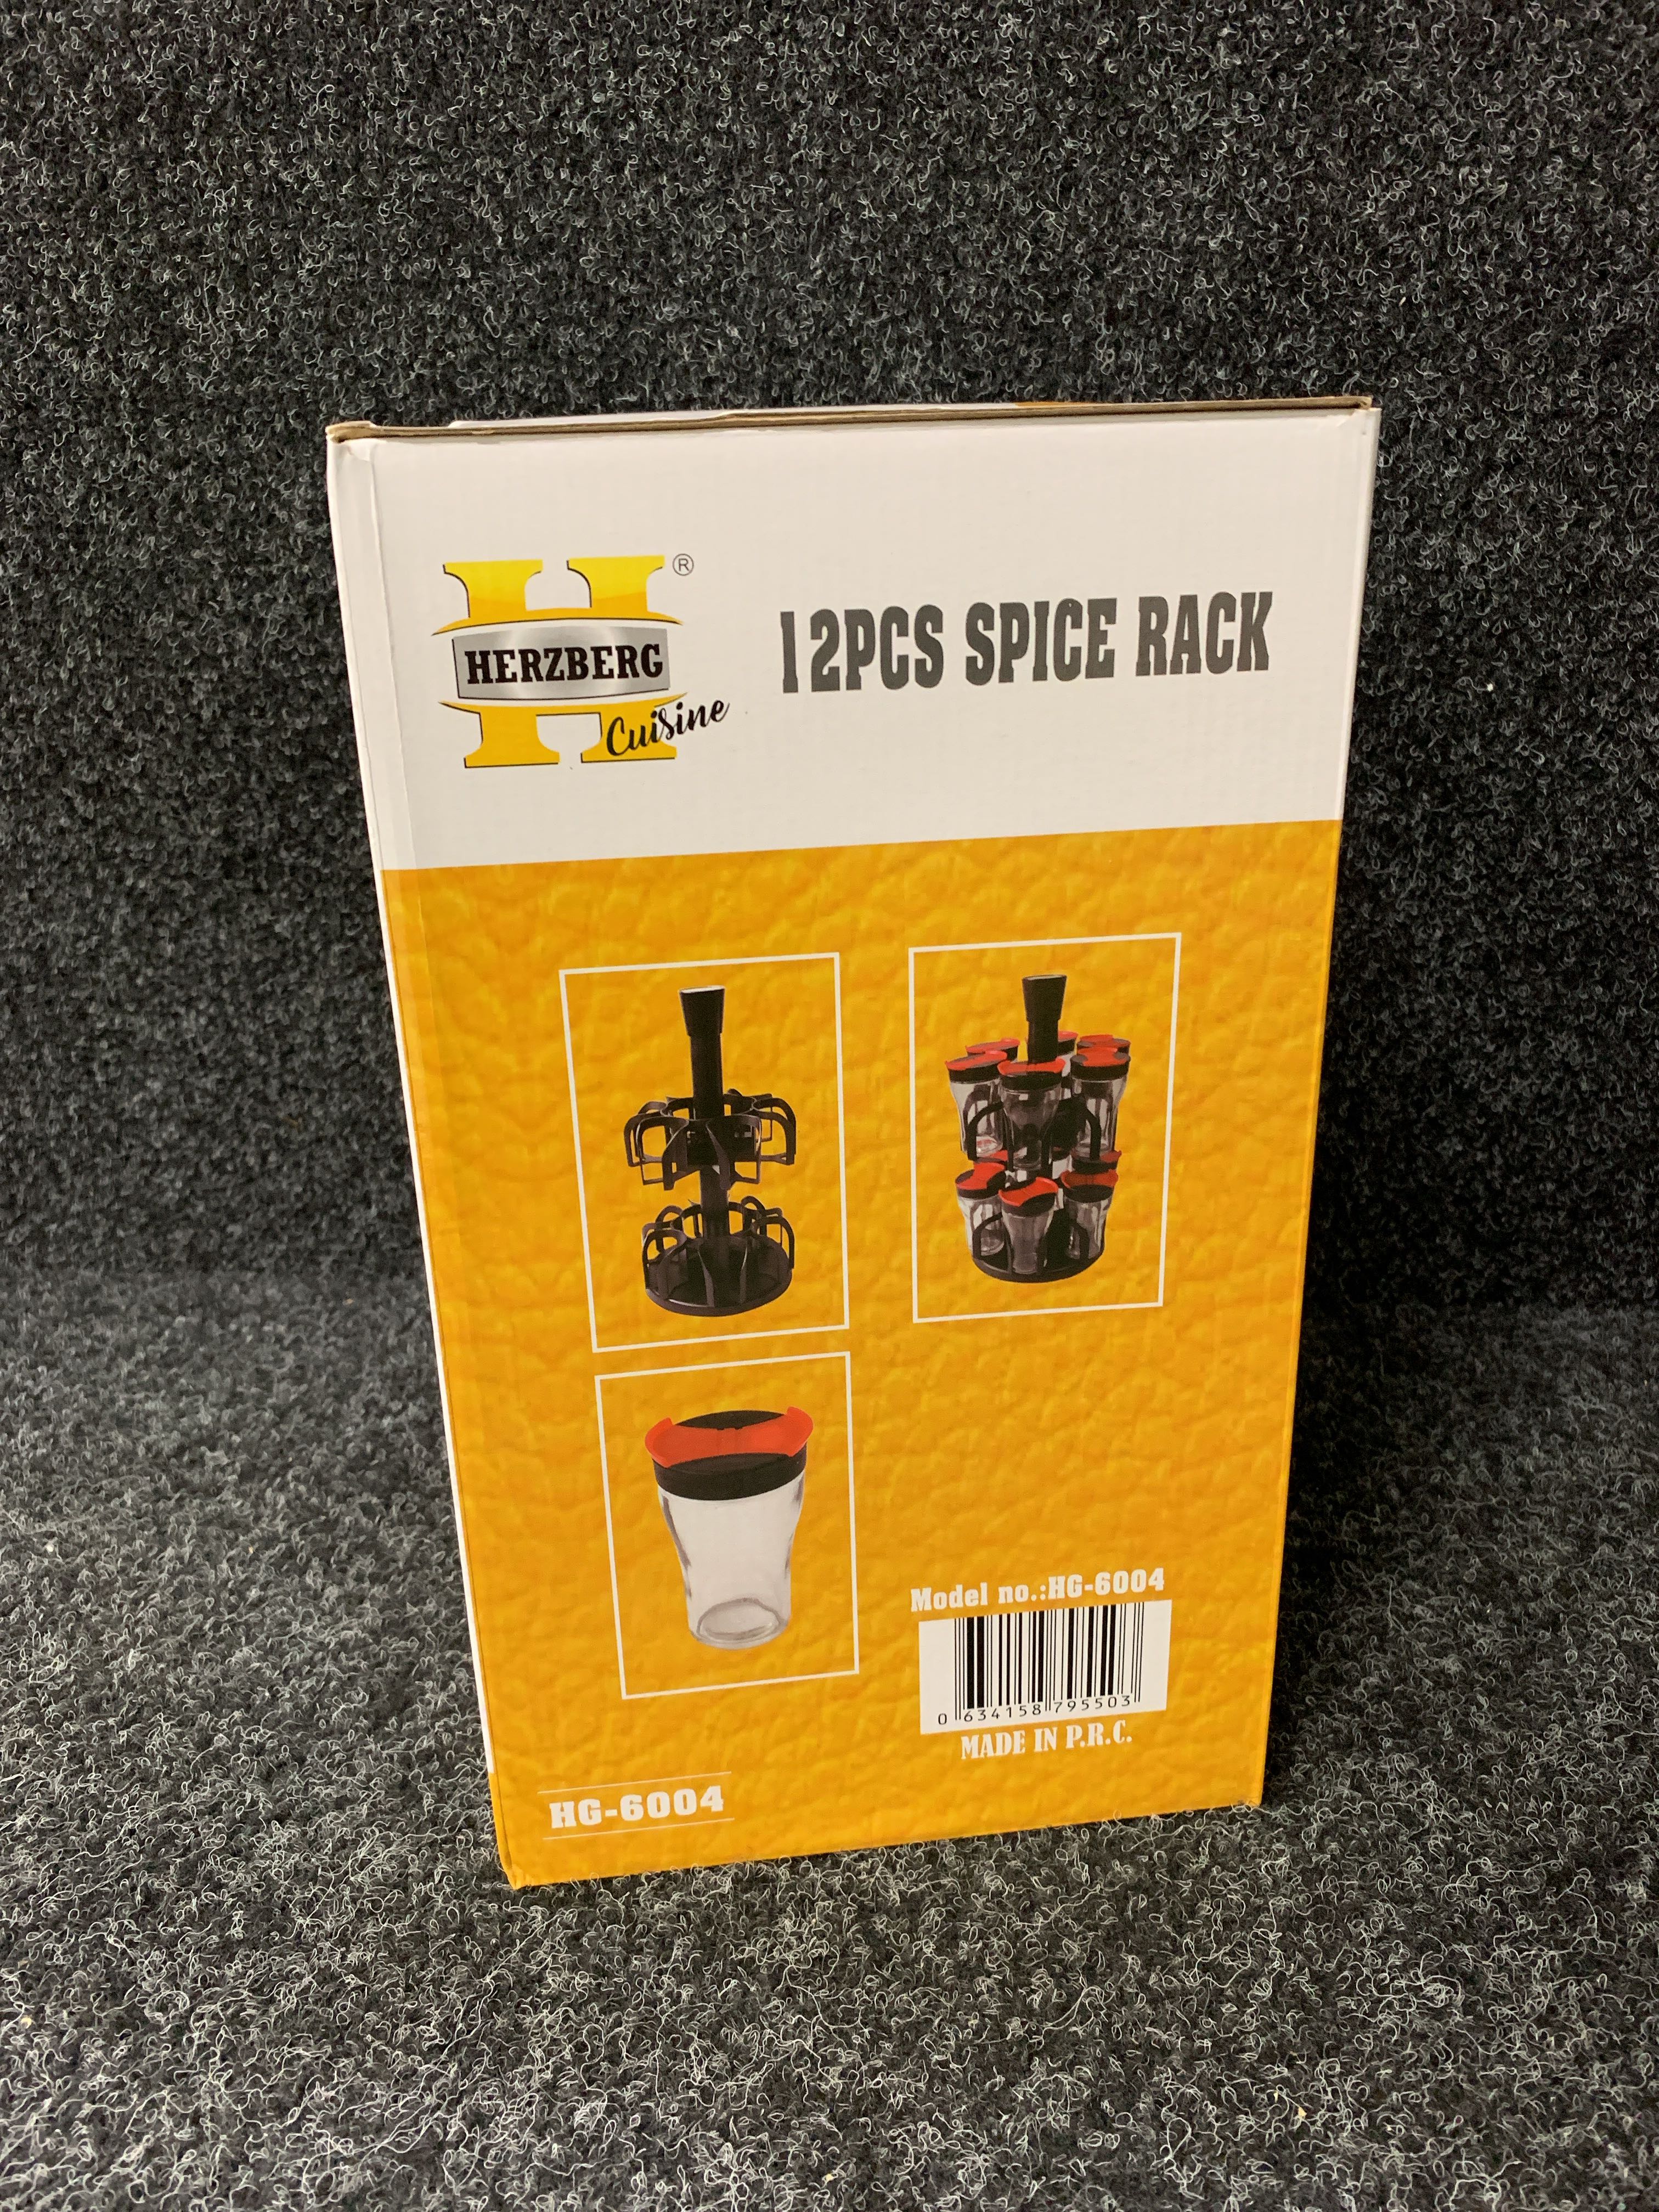 ®
HERZBERG
Cuisine
12PCS SPICE RACK
Model no.:HG-6004
0 634158 795503
MADE IN P.R.C.
HG-6004